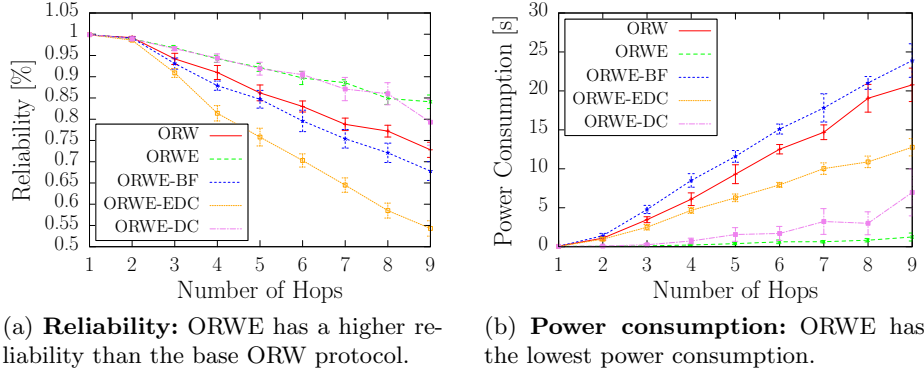 1.05
1
0.95
0.9
0.85
0.8
0.75
0.7
0.65
0.6
0.55
0.5
Reliability [%]
ORW
ORWE
ORWE-BF
ORWE-EDC
ORWE-DC
1 2 3 4 5 6 7 8 9
Number of Hops
(a) Reliability: ORWE has a higher re-
liability than the base ORW protocol.
30
25
20
15
10
5
0
Power Consumption [s]
ORW
ORWE
ORWE-BF
ORWE-EDC
ORWE-DC
1 2 3 4 5 6 7 8 9
Number of Hops
(b) Power consumption: ORWE has
the lowest power consumption.